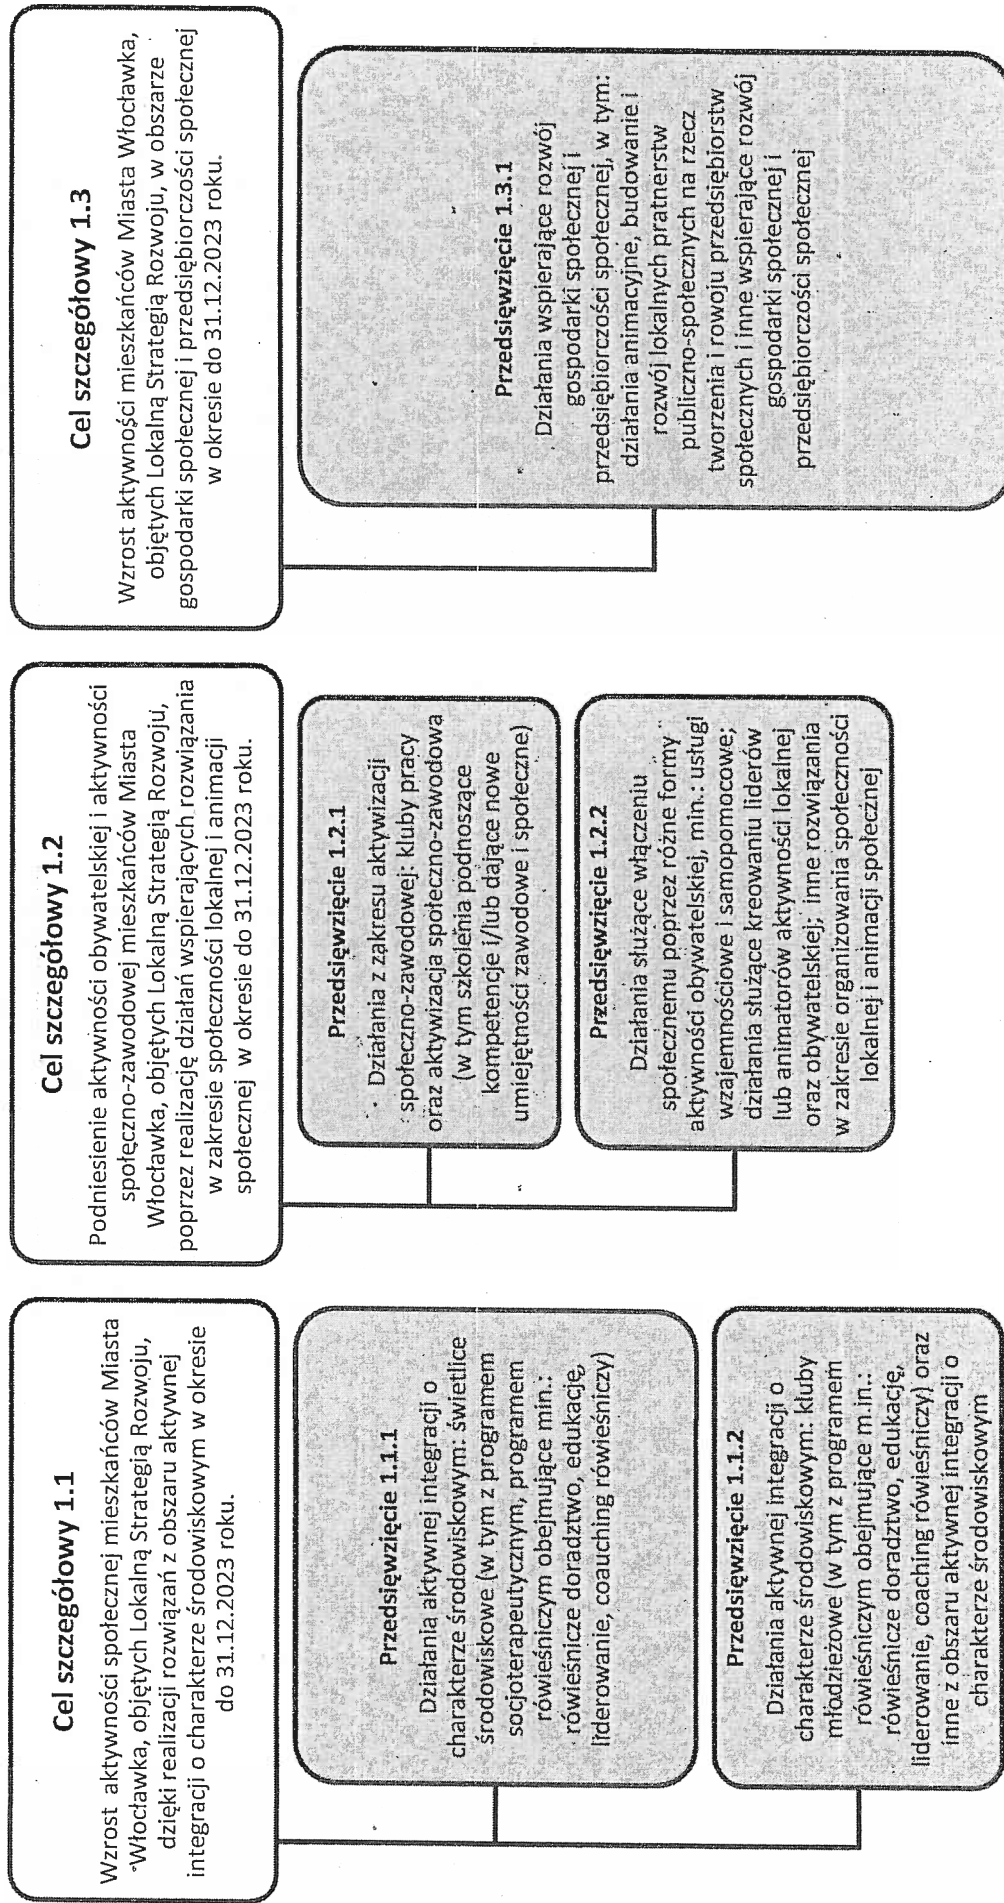 Cel szczegółowy 1.1
Wzrost aktywności społecznej mieszkańców Miasta
Włocławka, objętych Lokalną Strategią Rozwoju,
dzięki realizacji rozwiązań z obszaru aktywnej
integracji o charakterze środowiskowym w okresie
do 31.12.2023 roku.
Przedsięwzięcie 1.1.1
Działania aktywnej integracji o
charakterze środowiskowym: świetlice
środowiskowe (w tym z programem
socjoterapeutycznym, programem
rówieśniczym obejmujące min.:
rówieśnicze doradztwo, edukację,
liderowanie, coauching rówieśniczy)
Przedsięwzięcie 1.1.2
Działania aktywnej integracji o
charakterze środowiskowym: kluby
młodzieżowe (w tym z programem
rówieśniczym obejmujące m.in.:
rówieśnicze doradztwo, edukację,
liderowanie, coaching rówieśniczy) oraz
inne z obszaru aktywnej integracji o
charakterze środowiskowym
Cel szczegółowy 1.2
Podniesienie aktywności obywatelskiej i aktywności
społęczno-zawodowej mieszkańców Miasta
Włocławka, objętych Lokalną Strategią Rozwoju,
poprzez realizację działań wspierających rozwiązania
w zakresie społeczności lokalnej i animacji
społecznej w okresie do 31.12.2023 roku.
Przedsięwzięcie 1.2.1
Działania z zakresu aktywizacji
społeczno-zawodowej: kluby pracy
oraz aktywizacja społeczno-zawodowa
(w tym szkolenia podnoszące
kompetencje i/lub dające nowe
umiejętności zawodowe i społeczne)
Przedsięwzięcie 1.2.2
Działania służące włączeniu
społecznemu poprzez różne formy
aktywności obywatelskiej, min.: usługi
wzajemnościowe i samopomocowe;
działania służące kreowaniu liderów
lub animatorów aktywności lokalnej
oraz obywatelskiej; inne rozwiązania
w zakresie organizowania społeczności
lokalnej i animacji społecznej
Cel szczegółowy 1.3
Wzrost aktywności mieszkańców Miasta Włocławka,
objętych Lokalną Strategią Rozwoju, w obszarze
gospodarki społecznej i przedsiębiorczości społecznej
w okresie do 31.12.2023 roku.
Przedsięwzięcie 1.3.1
Działania wspierające rozwój
gospodarki społecznej i
przedsiębiorczości społecznej, w tym:
działania animacyjne, budowanie i
rozwój lokalnych pratnerstw
publiczno-społecznych na rzecz
tworzenia i rowoju przedsiębiorstw
społecznych i inne wspierające rozwój
gospodarki społecznej i
przedsiębiorczości społecznej